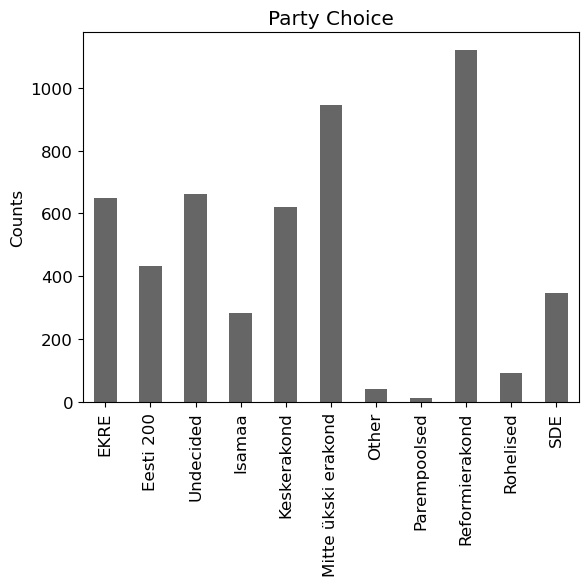 Party Choice
Counts
1000
800
600
400
200
0
EKRE
Eesti 200
Undecided
Isamaa
Keskerakond
Mitte ükski erakond
Other
Parempoolsed
Reformierakond
Rohelised
SDE